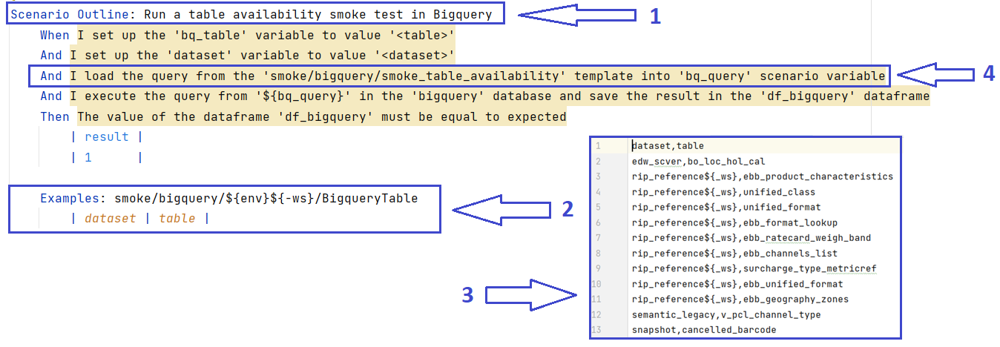 Scenario Outline: Run a table availability smoke test in Bigquery
1
When I set up the 'bq_table' variable to value '<table>'
And I set up the 'dataset' variable to value '<dataset>'
And I load the query from the 'smoke/bigquery/smoke_table_availability' template into 'bq_query' scenario variable
4
And I execute the query from '${bq_query}' in the 'bigquery' database and save the result in the 'df_bigquery' dataframe
Then The value of the dataframe 'df_bigquery' must be equal to expected
| result |
| 1 |
Examples: smoke/bigquery/${env}${-ws}/BigqueryTable
| dataset | table |
2
3
1 dataset,table
2 edw_scver,bo_loc_hol_cal
3 rip_reference${_ws},ebb_product_characteristics
4 rip_reference${_ws},unified_class
5 rip_reference${_ws},unified_format
6 rip_reference${_ws},ebb_format_lookup
7 rip_reference${_ws},ebb_ratecard_weigh_band
8 rip_reference${_ws},ebb_channels_list
9 rip_reference${_ws},surcharge_type_metricref
10 rip_reference${_ws},ebb_unified_format
11 rip_reference${_ws},ebb_geography_zones
12 semantic_legacy,v_pcl_channel_type
13 snapshot,cancelled_barcode